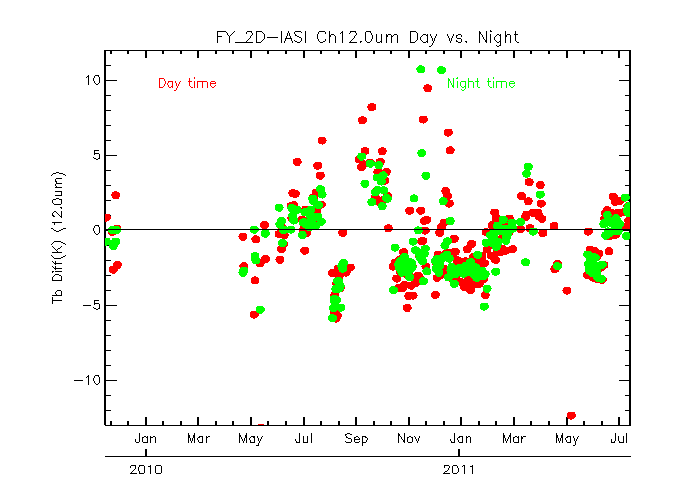 FY_2D-IASI Ch12.0um Day vs. Night
Day time
Night time
Tb Diff(K) (12.0um)
10
5
0
-5
-10
Jan Mar May Jul Sep Nov Jan Mar May Jul
2010 2011